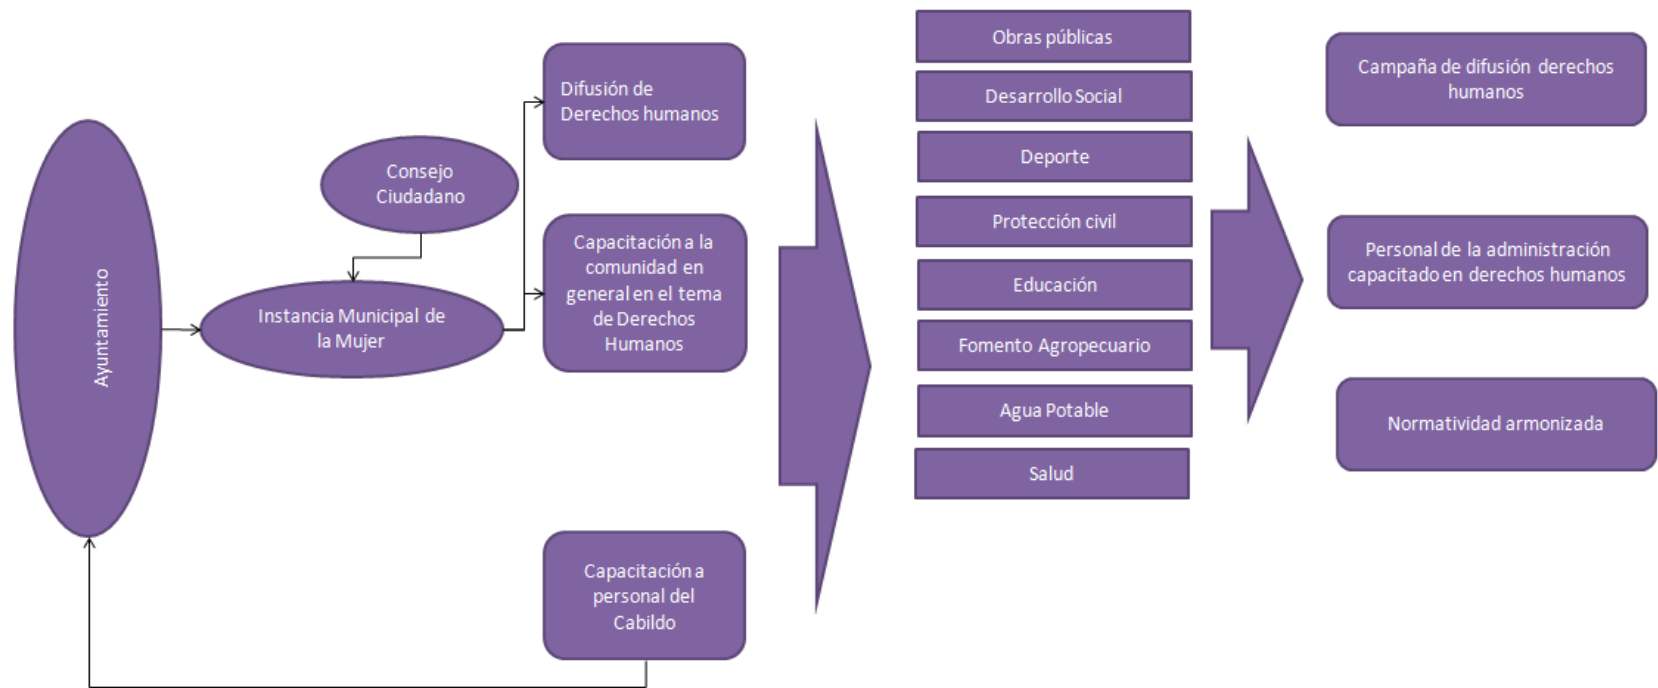 Ayuntamiento
Consejo
Ciudadano
Instancia Municipal de
la Mujer
Difusión de
Derechos humanos
Capacitación a la
comunidad en
general en el tema
de Derechos
Humanos
Capacitación a
personal del
Cabildo
Obras públicas
Desarrollo Social
Deporte
Protección civil
Educación
Fomento Agropecuario
Agua Potable
Salud
Campaña de difusión derechos
humanos
Personal de la administración
capacitado en derechos humanos
Normatividad armonizada